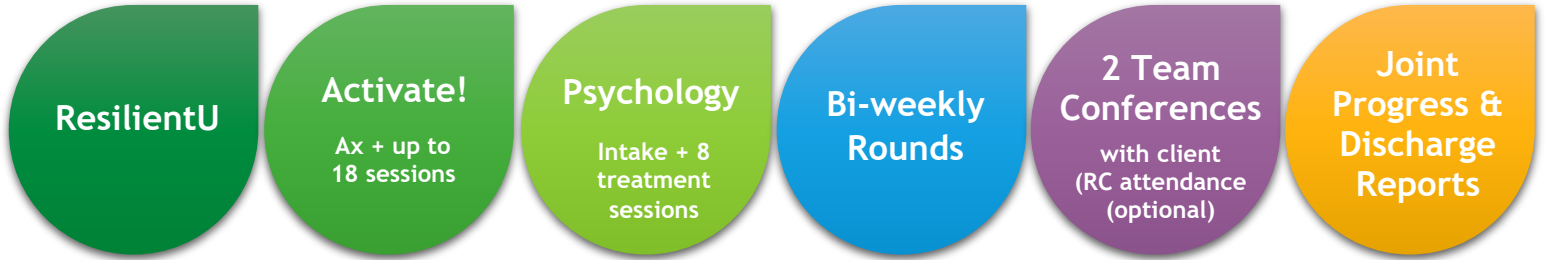 ResilientU
Activate!
Ax + up to
18 sessions
Psychology
Intake + 8
treatment
sessions
Bi-weekly
Rounds
2 Team
Conferences
with client
(RC attendance
(optional)
Joint
Progress &
Discharge
Reports